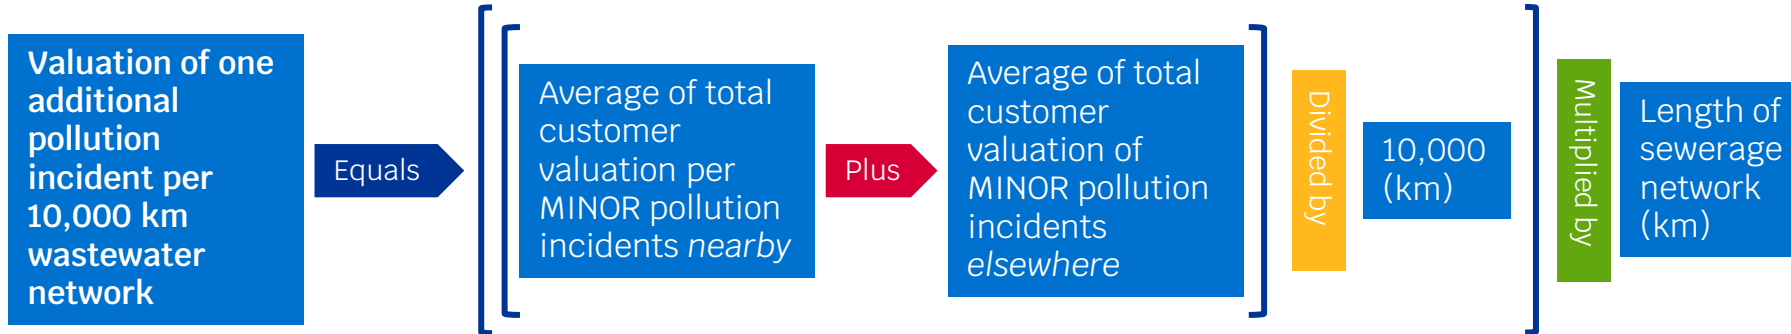 Valuation of one
additional
pollution
incident per
10,000 km
wastewater
network
Equals
Average of total
customer
valuation per
MINOR pollution
incidents nearby
Plus
Average of total
customer
valuation of
MINOR pollution
incidents
elsewhere
Divided by
10,000
(km)
Multiplied by
Length of
sewerage
network
(km)